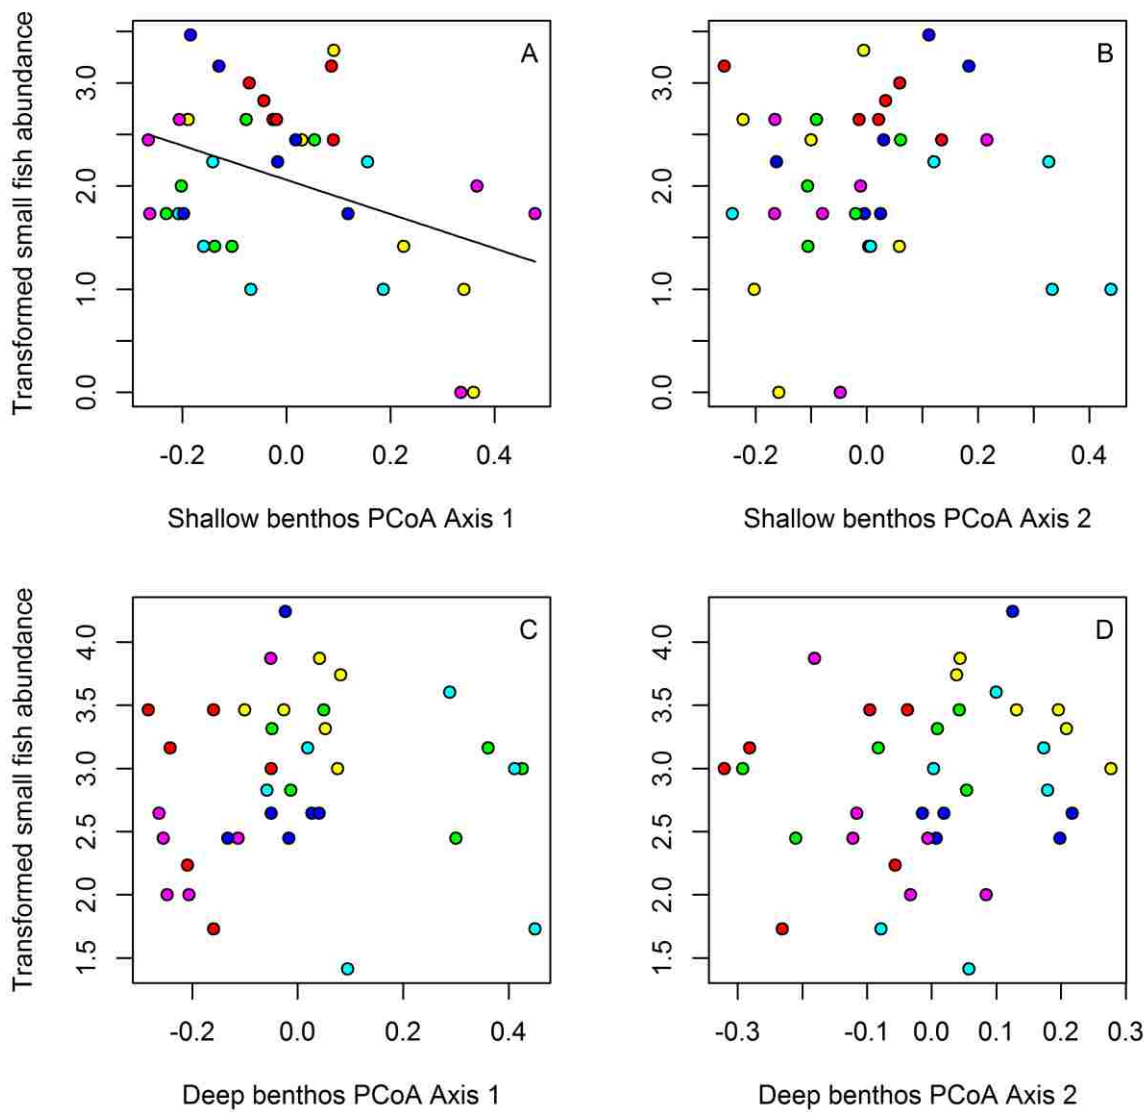 Transformed small fish abundance
A
3.0
2.0
1.0
0.0
-0.2 0.0 0.2 0.4
Shallow benthos PCoA Axis 1
B
3.0
2.0
1.0
0.0
-0.2 0.0 0.2 0.4
Shallow benthos PCoA Axis 2
Transformed small fish abundance
C
4.0
3.5
3.0
2.5
2.0
1.5
-0.2 0.0 0.2 0.4
Deep benthos PCoA Axis 1
D
4.0
3.5
3.0
2.5
2.0
1.5
-0.3 -0.1 0.0 0.1 0.2 0.3
Deep benthos PCoA Axis 2